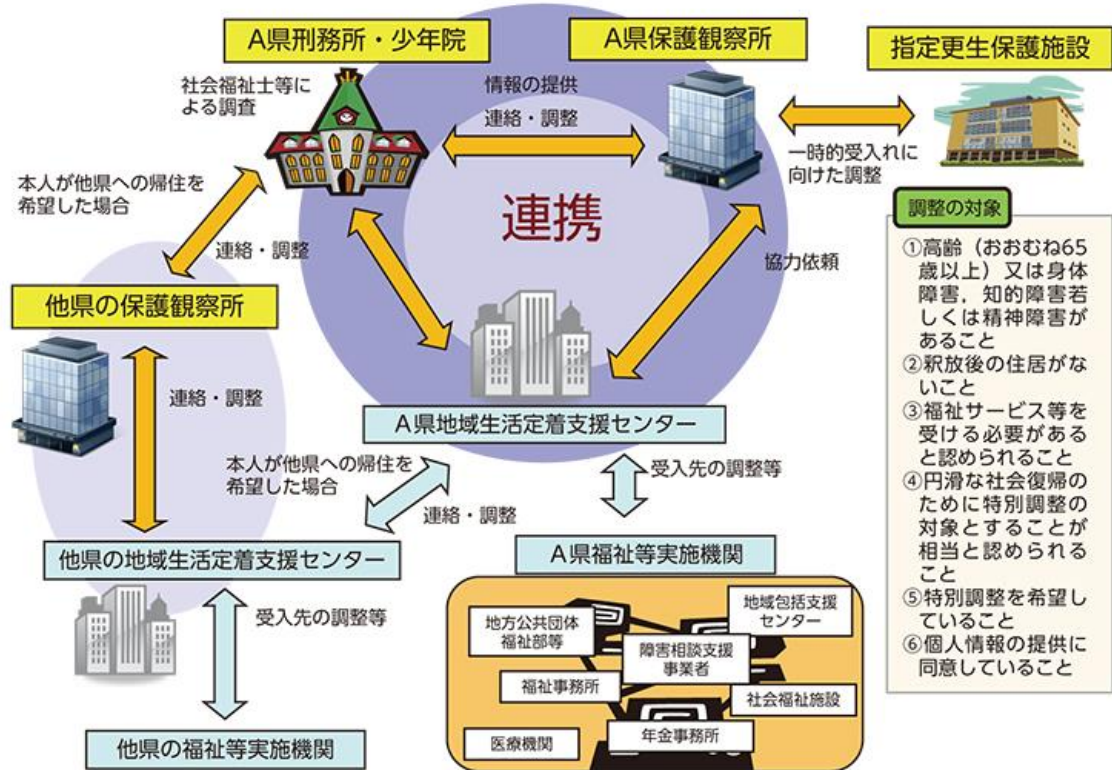 A県刑務所・少年院
A県保護観察所
指定更生保護施設
社会福祉士等
による調査
情報の提供
連絡・調整
一時的受入れに
向けた調整
本人が他県への帰住を
希望した場合
連絡・調整
連携
協力依頼
他県の保護観察所
連絡・調整
A県地域生活定着支援センター
本人が他県への帰住を
希望した場合
連絡・調整
受入先の調整等
他県の地域生活定着支援センター
受入先の調整等
他県の福祉等実施機関
A県福祉等実施機関
地方公共団体
福祉部等
地域包括支援
センター
障害相談支援
事業者
福祉事務所
社会福祉施設
医療機関
年金事務所
調整の対象
①高齢（おおむね65
歳以上）又は身体
障害，知的障害若
しくは精神障害が
あること
②釈放後の住居がな
いこと
③福祉サービス等を
受ける必要がある
と認められること
④円滑な社会復帰の
ために特別調整の
対象とすることが
相当と認められる
こと
⑤特別調整を希望し
ていること
⑥個人情報の提供に
同意していること